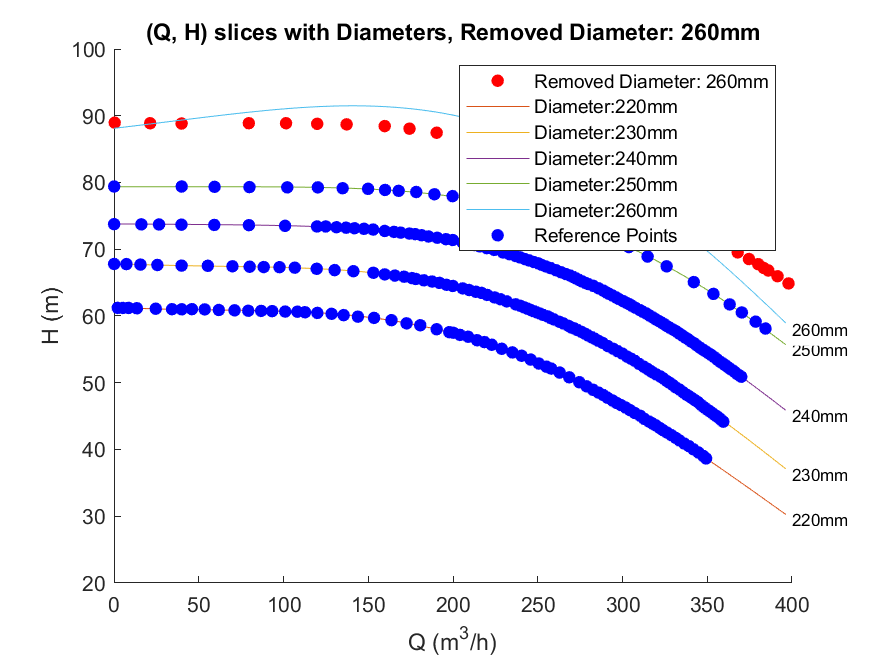 (Q, H) slices with Diameters, Removed Diameter: 260mm
100
90
80
70
60
50
40
30
20
H (m)
Removed Diameter: 260mm
Diameter:220mm
Diameter:230mm
Diameter:240mm
Diameter:250mm
Diameter:260mm
Reference Points
260mm
250mm
240mm
230mm
220mm
0 50 100 150 200 250 300 350 400
Q (m³/h)